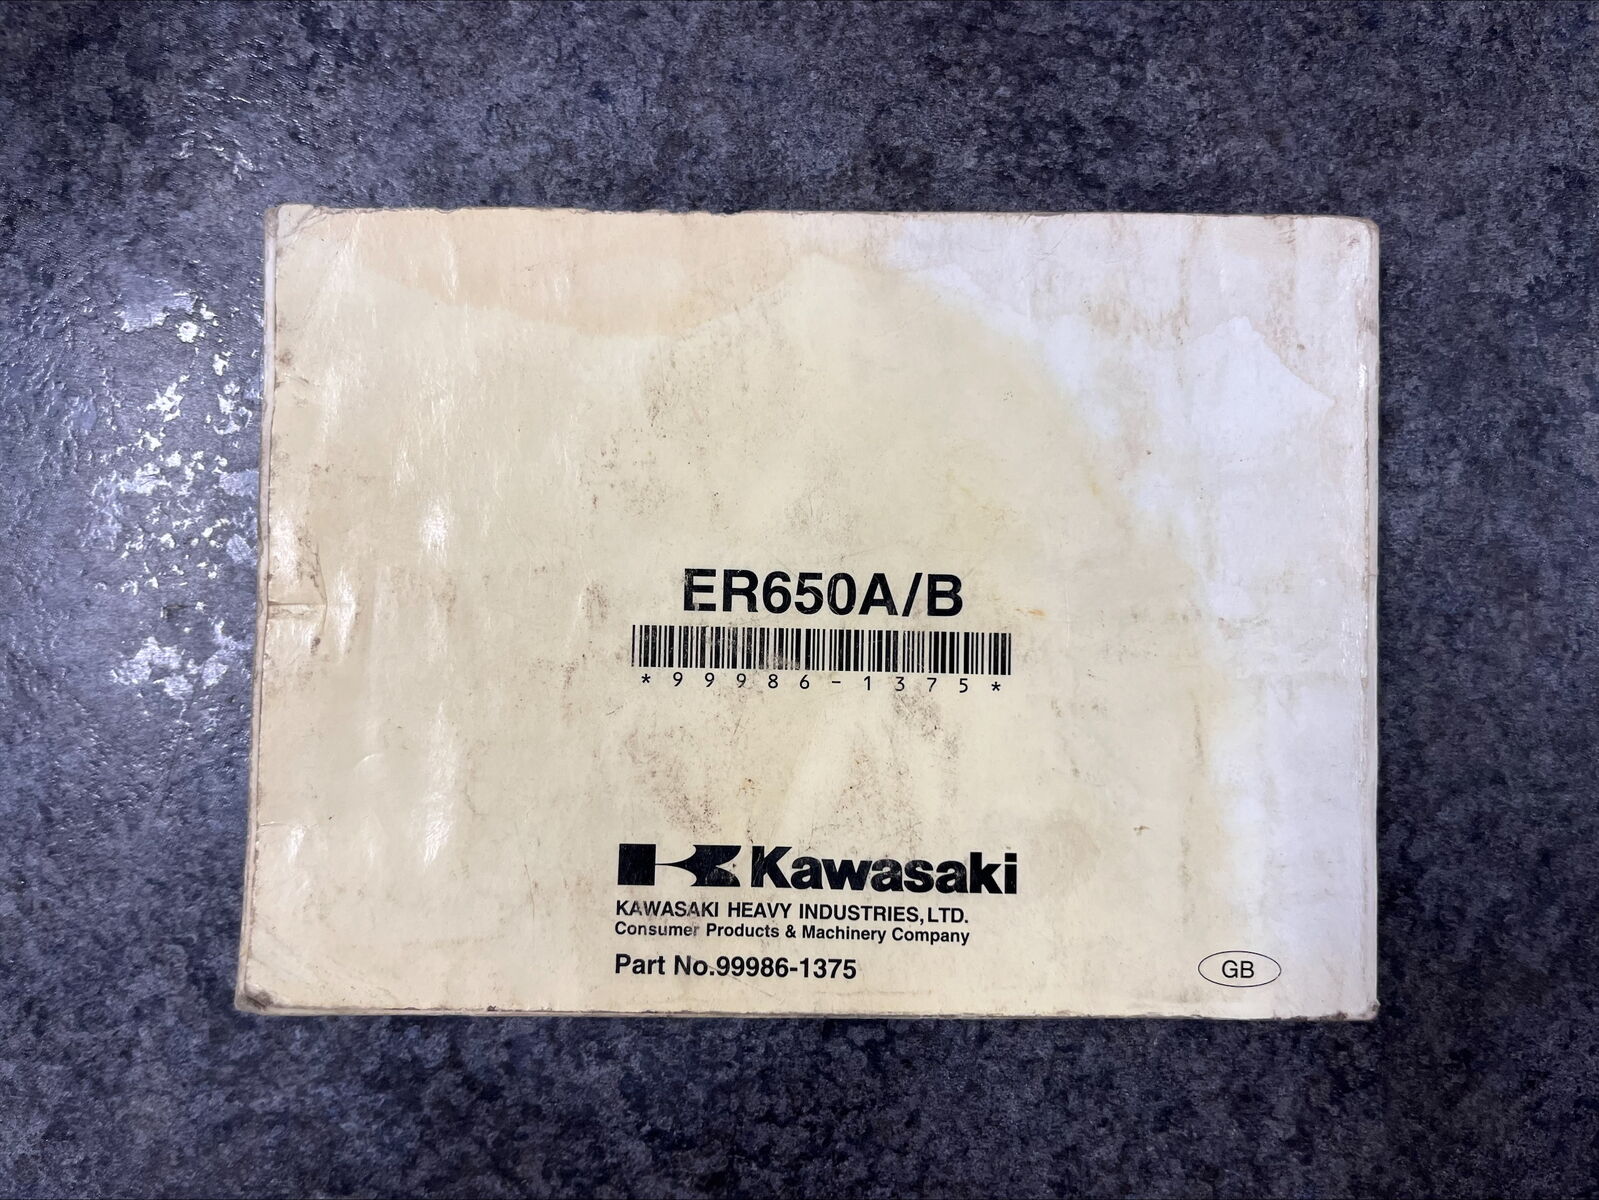 ER650A/B
*99986-1375*
Kawasaki
KAWASAKI HEAVY INDUSTRIES,LTD.
Consumer Products & Machinery Company
Part No.99986-1375
GB